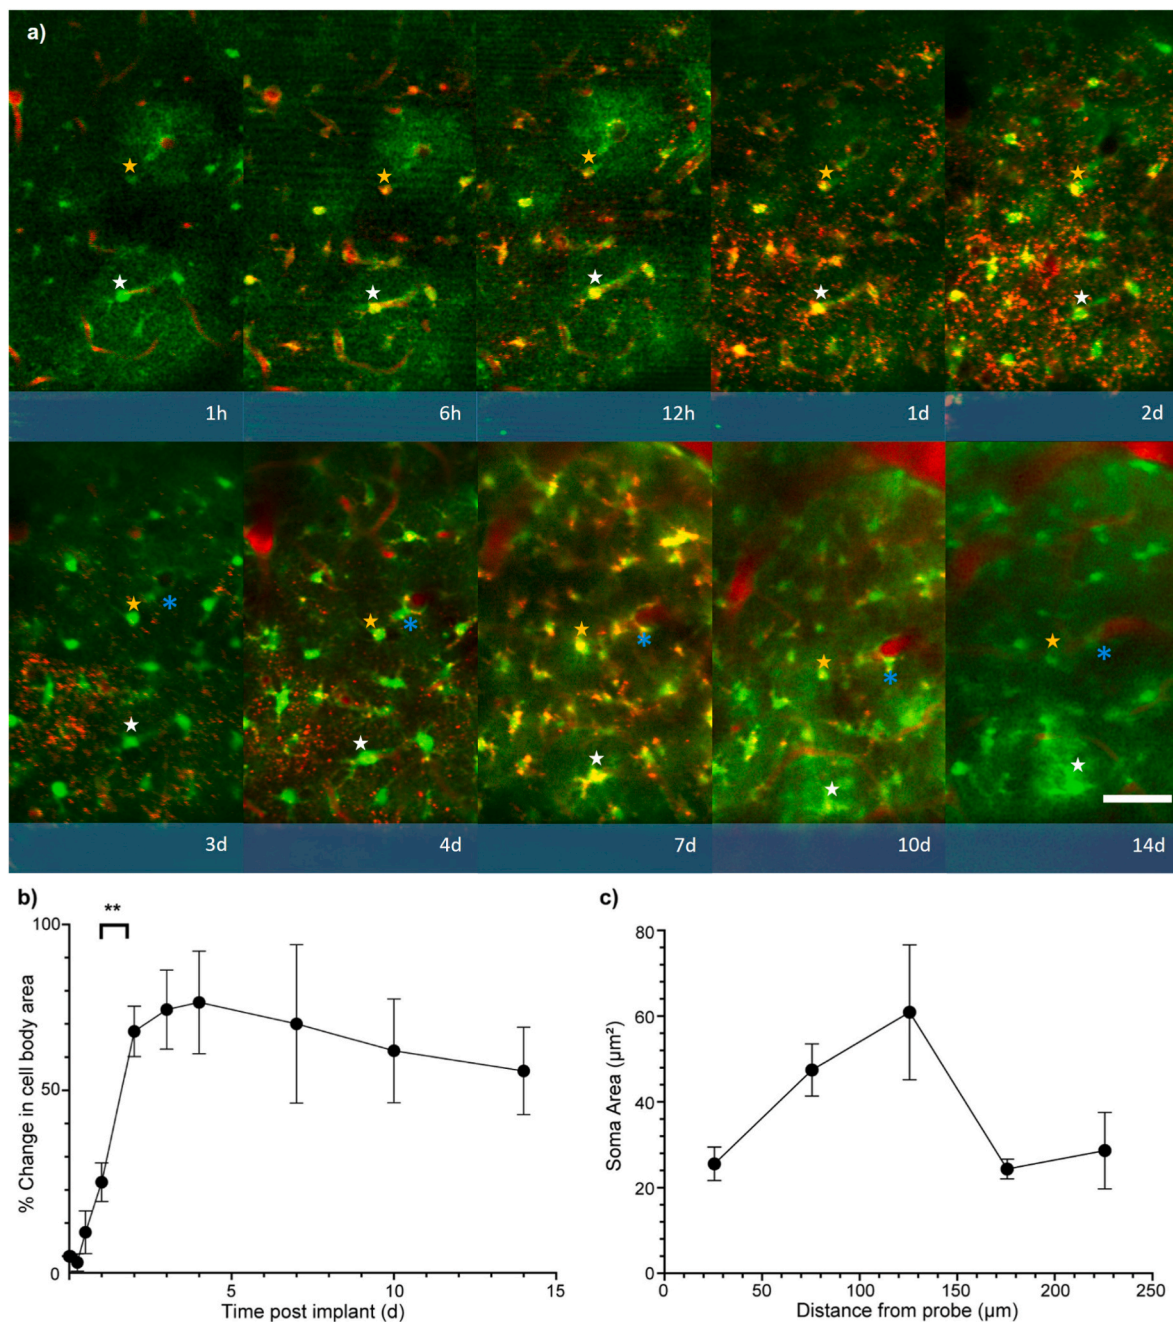 a)
1h 6h 12h 1d 2d
3d 4d 7d 10d 14d
b)
**
100
50
0
% Change in cell body area
5 10 15
Time post implant (d)
c)
80
60
40
20
0
Soma Area (µm²)
0 50 100 150 200 250
Distance from probe (µm)